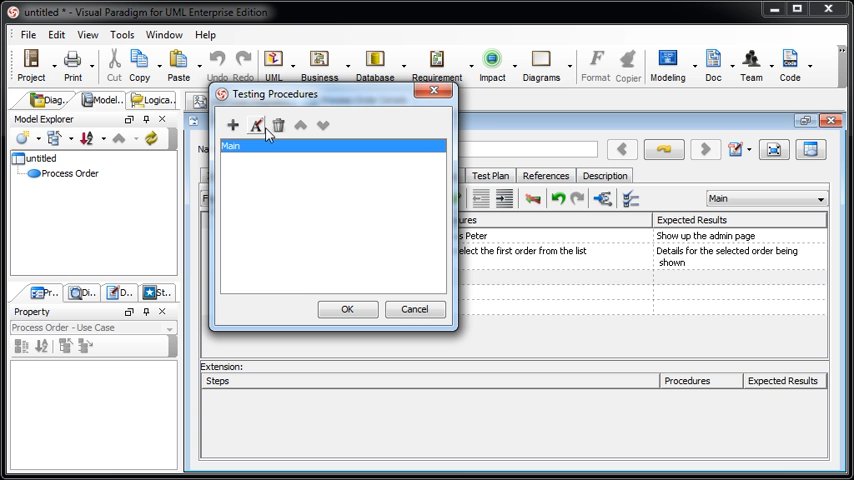 untitled * - Visual Paradigm for UML Enterprise Edition
File Edit View Tools Window Help
Project Print Cut Copy Paste Undo Redo UML Business Database Requirement Impact Diagrams Format Copier Modeling Doc Team Code
Diag.. Model.. Logica..
Model Explorer
untitled
Process Order
Pr.. Di.. D.. St..
Property
Process Order - Use Case
Testing Procedures
Main
OK Cancel
Test Plan References Description
Main
Expected Results
s Peter Show up the admin page
elect the first order from the list Details for the selected order being
shown
Extension:
Steps Procedures Expected Results